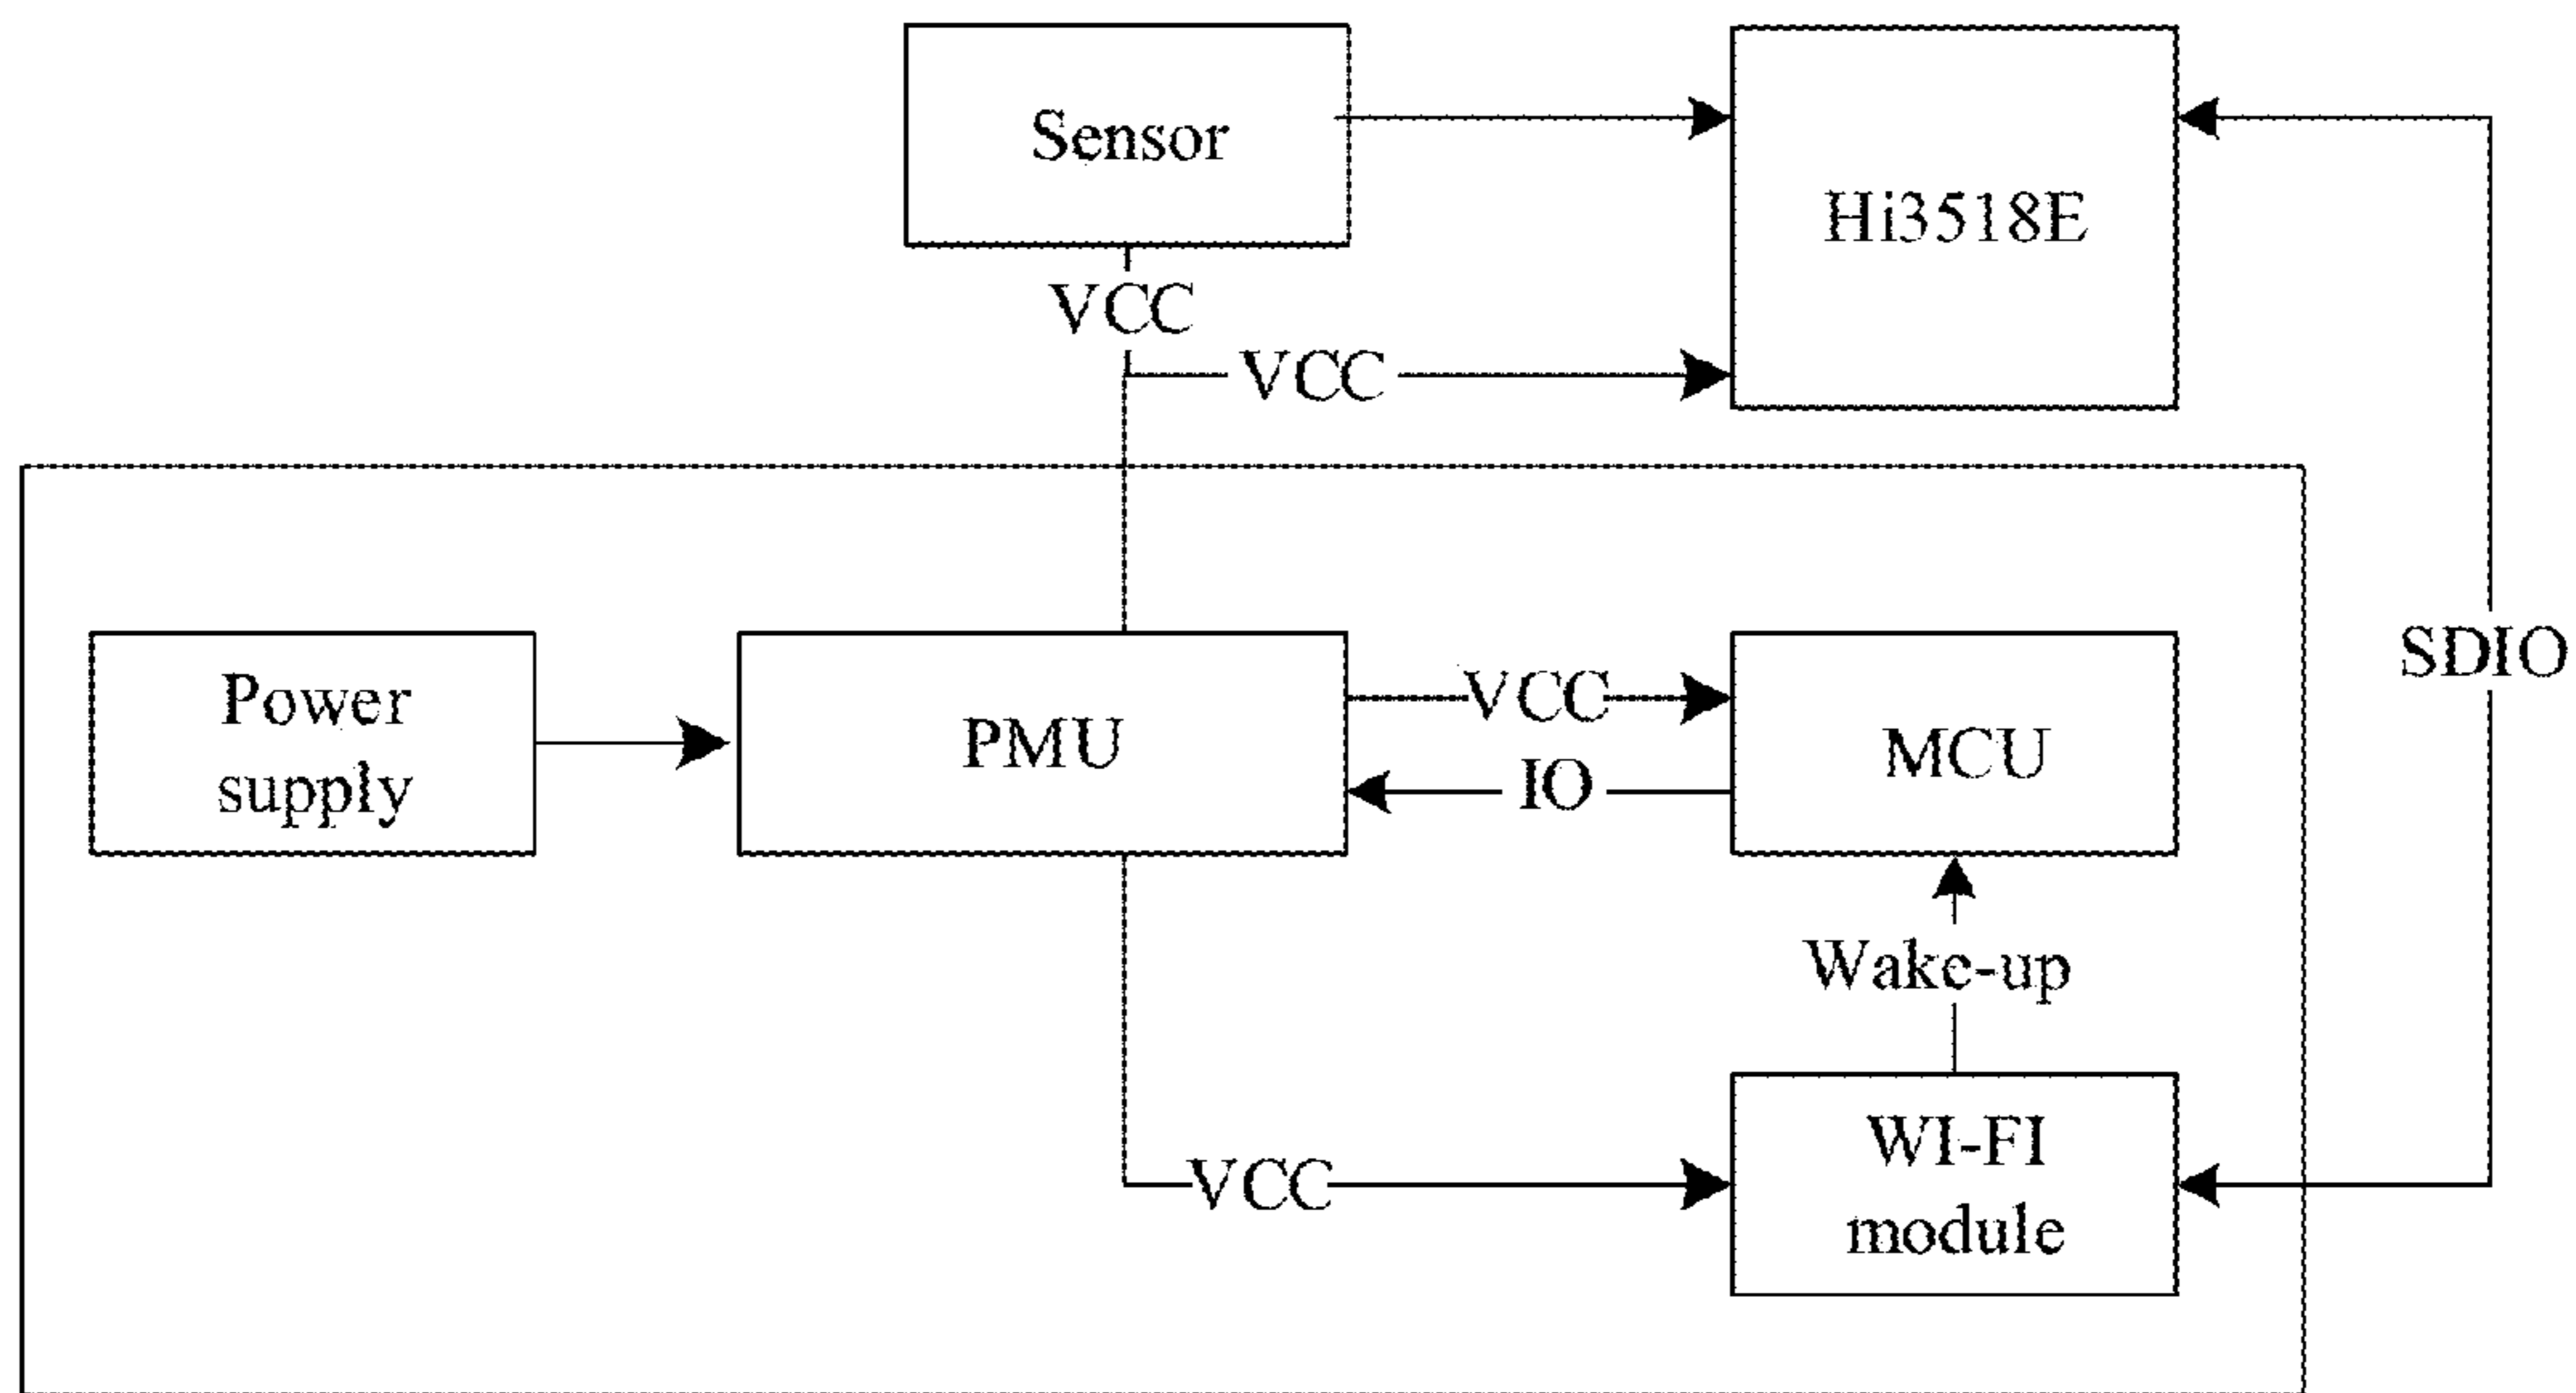 Sensor
Hi3518E
VCC
VCC
SDIO
Power
supply
PMU
VCC
IO
MCU
Wake-up
WI-FI
module
VCC